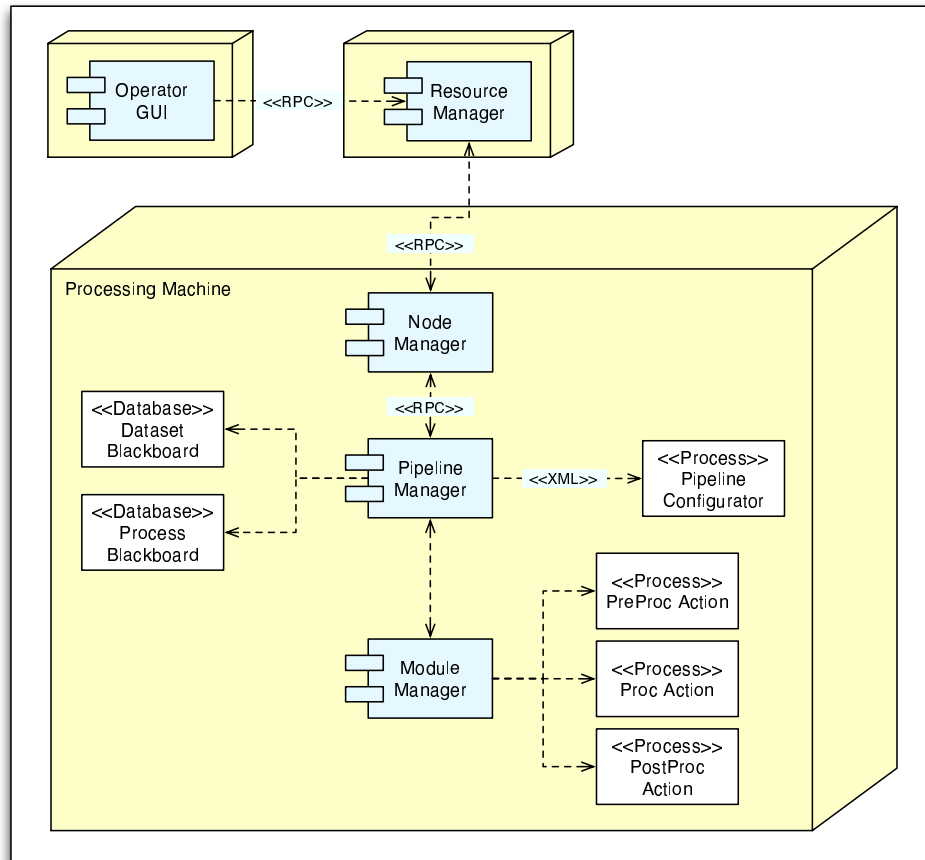 Operator
GUI
<<RPC>>
Resource
Manager
<<RPC>>
Processing Machine
Node
Manager
<<RPC>>
<<Database>>
Dataset
Blackboard
<<Database>>
Process
Blackboard
Pipeline
Manager
<<XML>>
<<Process>>
Pipeline
Configurator
Module
Manager
<<Process>>
PreProc Action
<<Process>>
Proc Action
<<Process>>
PostProc
Action